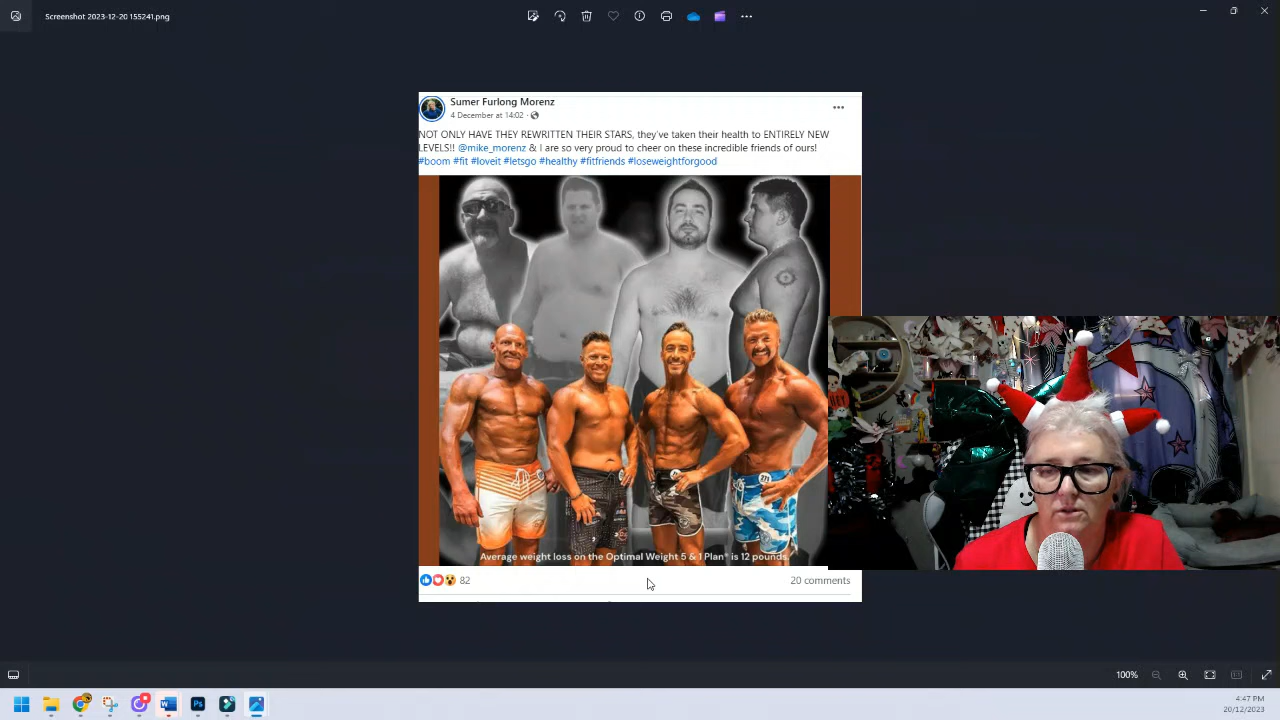 Screenshot 2023-12-20 155241.png
Sumer Furlong Morenz
4 December at 14:02 ·
NOT ONLY HAVE THEY REWRITTEN THEIR STARS, they've taken their health to ENTIRELY NEW
LEVELS!! @mike_morenz & I are so very proud to cheer on these incredible friends of ours!
#boom #fit #loveit #letsgo #healthy #fitfriends #loseweightforgood
Average weight loss on the Optimal Weight 5 & 1 Plan® is 12 pounds.
82
20 comments
100%
4:47 PM
20/12/2023